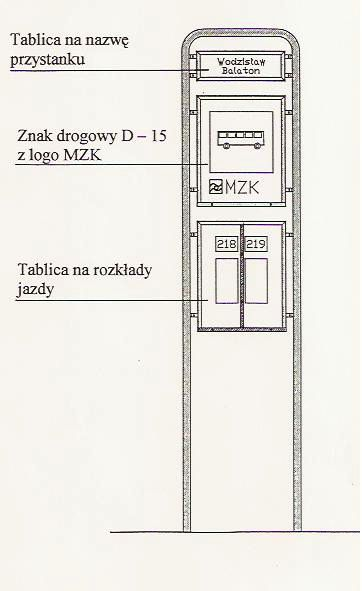 Tablica na nazwę
przystanku
Wodzisław
Balaton
Znak drogowy D – 15
z logo MZK
MZK
218 219
Tablica na rozkłady
jazdy